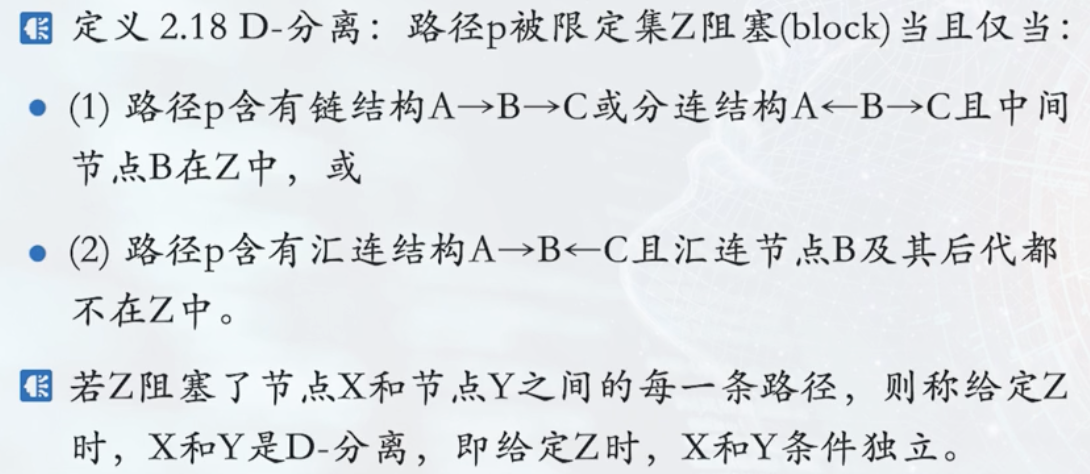 定义 2.18 D-分离：路径p被限定集Z阻塞(block)当且仅当：
• (1) 路径p含有链结构A→B→C或分连结构A←B→C且中间
节点B在Z中，或
• (2) 路径p含有汇连结构A→B←C且汇连节点B及其后代都
不在Z中。
若Z阻塞了节点X和节点Y之间的每一条路径，则称给定Z
时，X和Y是D-分离，即给定Z时，X和Y条件独立。